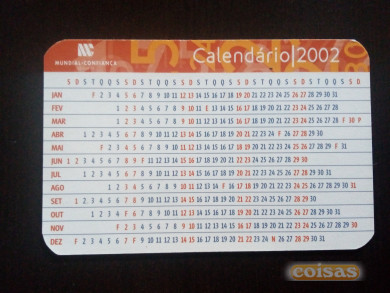 MUNDIAL-CONFIANÇA
Calendário|2002
S D S T Q Q S S D S T Q Q S S D S T Q Q S S D S T Q Q S S D S T Q Q S S D
JAN F 2 3 4 5 6 7 8 9 10 11 12 13 14 15 16 17 18 19 20 21 22 23 24 25 26 27 28 29 30 31
FEV 1 2 3 4 5 6 7 8 9 10 11 E 13 14 15 16 17 18 19 20 21 22 23 24 25 26 27 28
MAR 1 2 3 4 5 6 7 8 9 10 11 12 13 14 15 16 17 18 19 20 21 22 23 24 25 26 27 28 F 30 P
ABR 1 2 3 4 5 6 7 8 9 10 11 12 13 14 15 16 17 18 19 20 21 22 23 24 F 26 27 28 29 30
MAI F 2 3 4 5 6 7 8 9 10 11 12 13 14 15 16 17 18 19 20 21 22 23 24 25 26 27 28 29 F 31
JUN 1 2 3 4 5 6 7 8 9 F 11 12 13 14 15 16 17 18 19 20 21 22 23 24 25 26 27 28 29 30
JUL 1 2 3 4 5 6 7 8 9 10 11 12 13 14 15 16 17 18 19 20 21 22 23 24 25 26 27 28 29 30 31
AGO 1 2 3 4 5 6 7 8 9 10 11 12 13 14 F 16 17 18 19 20 21 22 23 24 25 26 27 28 29 30 31
SET 1 2 3 4 5 6 7 8 9 10 11 12 13 14 15 16 17 18 19 20 21 22 23 24 25 26 27 28 29 30
OUT 1 2 3 4 F 6 7 8 9 10 11 12 13 14 15 16 17 18 19 20 21 22 23 24 25 26 27 28 29 30 31
NOV F 2 3 4 5 6 7 8 9 10 11 12 13 14 15 16 17 18 19 20 21 22 23 24 25 26 27 28 29 30
DEZ F 2 3 4 5 6 7 F 9 10 11 12 13 14 15 16 17 18 19 20 21 22 23 24 N 26 27 28 29 30 31
coisas